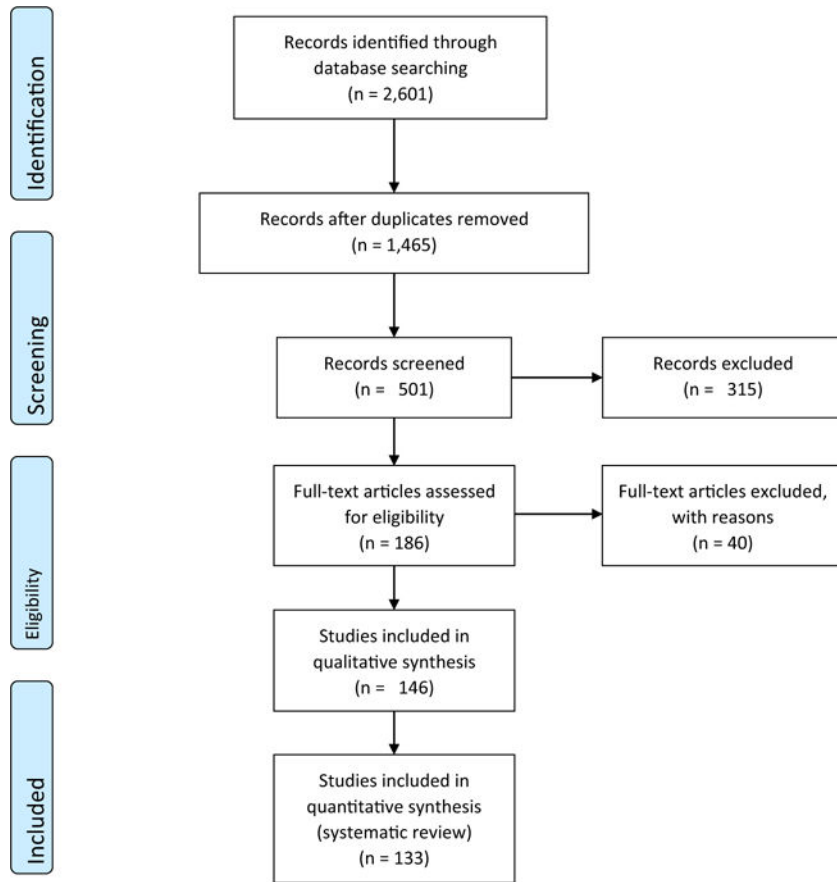 Identification
Records identified through
database searching
(n = 2,601)
Records after duplicates removed
(n = 1,465)
Screening
Records screened
(n = 501)
Records excluded
(n = 315)
Eligibility
Full-text articles assessed
for eligibility
(n = 186)
Full-text articles excluded,
with reasons
(n = 40)
Studies included in
qualitative synthesis
(n = 146)
Included
Studies included in
quantitative synthesis
(systematic review)
(n = 133)